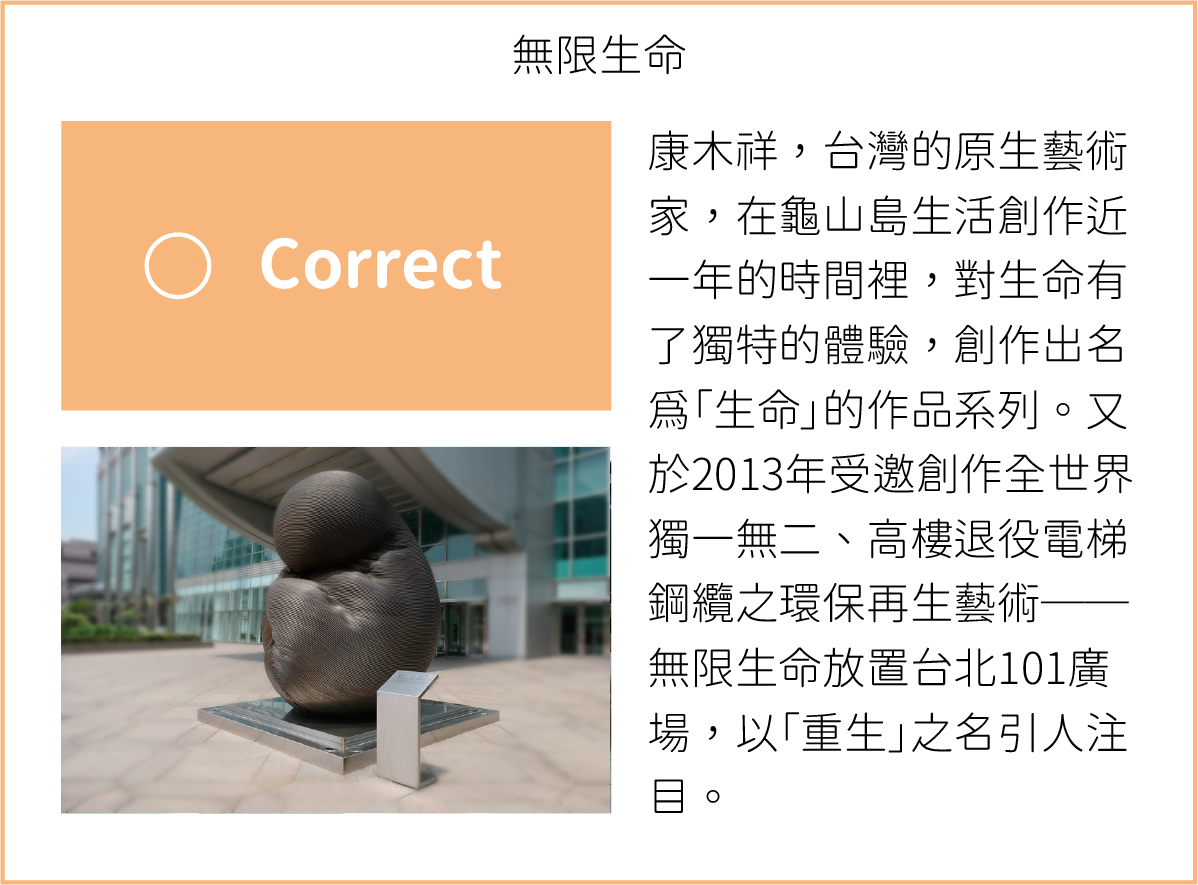 無限生命
Correct
康木祥，台灣的原生藝術
家，在龜山島生活創作近
一年的時間裡，對生命有
了獨特的體驗，創作出名
為「生命」的作品系列。又
於2013年受邀創作全世界
獨一無二、高樓退役電梯
鋼纜之環保再生藝術——
無限生命放置台北101廣
場，以「重生」之名引人注
目。